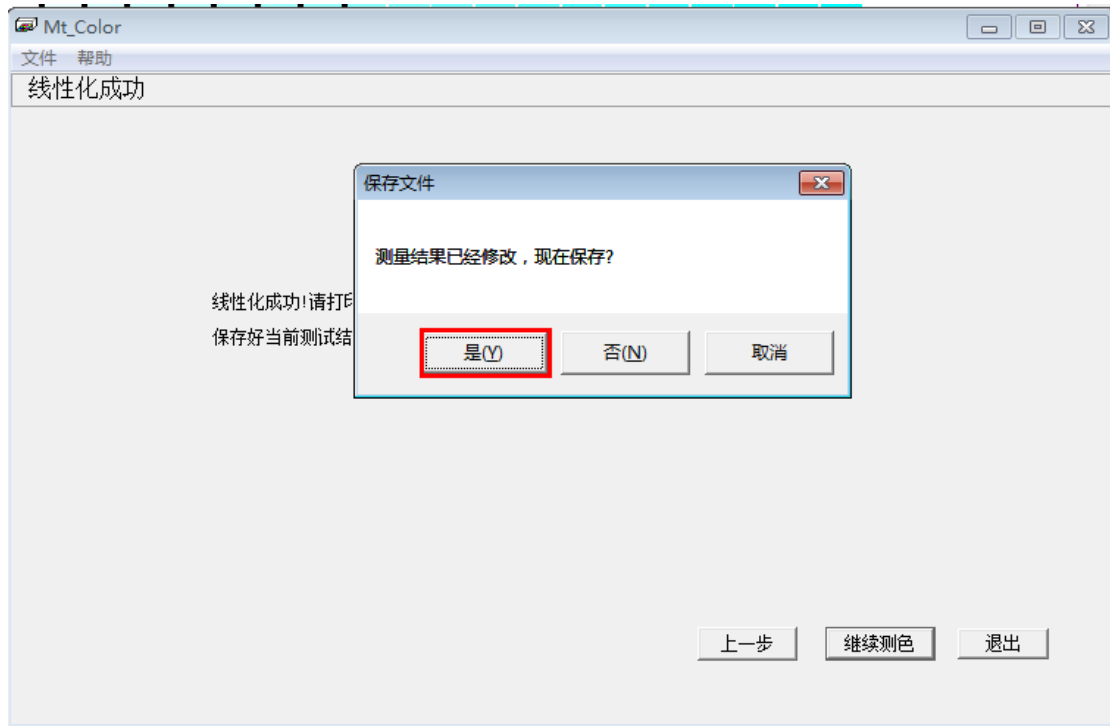 Mt_Color
文件 帮助
线性化成功
保存文件
测量结果已经修改，现在保存?
线性化成功!请打印
保存好当前测试结
是(Y) 否(N) 取消
上一步 继续测色 退出